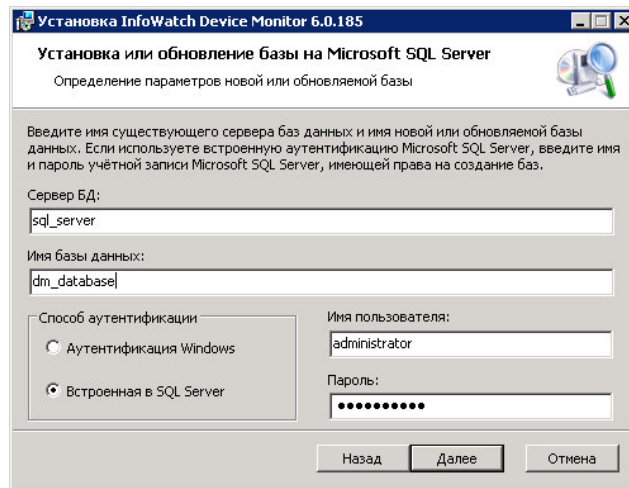 Установка InfoWatch Device Monitor 6.0.185
Установка или обновление базы на Microsoft SQL Server
Определение параметров новой или обновляемой базы
Введите имя существующего сервера баз данных и имя новой или обновляемой базы
данных. Если используете встроенную аутентификацию Microsoft SQL Server, введите имя
и пароль учётной записи Microsoft SQL Server, имеющей права на создание баз.
Сервер БД:
sql_server
Имя базы данных:
dm_database
Способ аутентификации
Аутентификация Windows
Встроенная в SQL Server
Имя пользователя:
administrator
Пароль:
••••••••••
Назад
Далее
Отмена